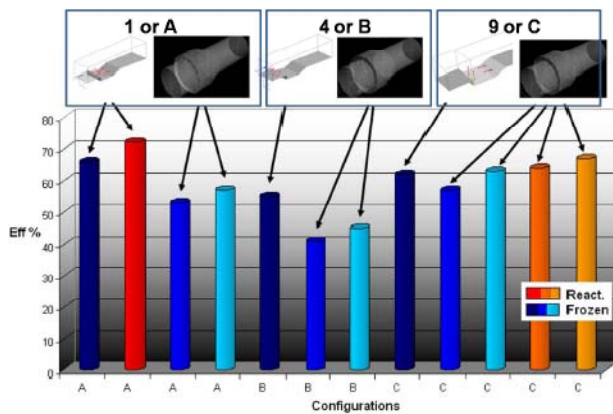 1 or A
4 or B
9 or C
80
70
60
50
40
30
20
10
0
Eff %
React.
Frozen
A A A A B B B C C C C C
Configurations